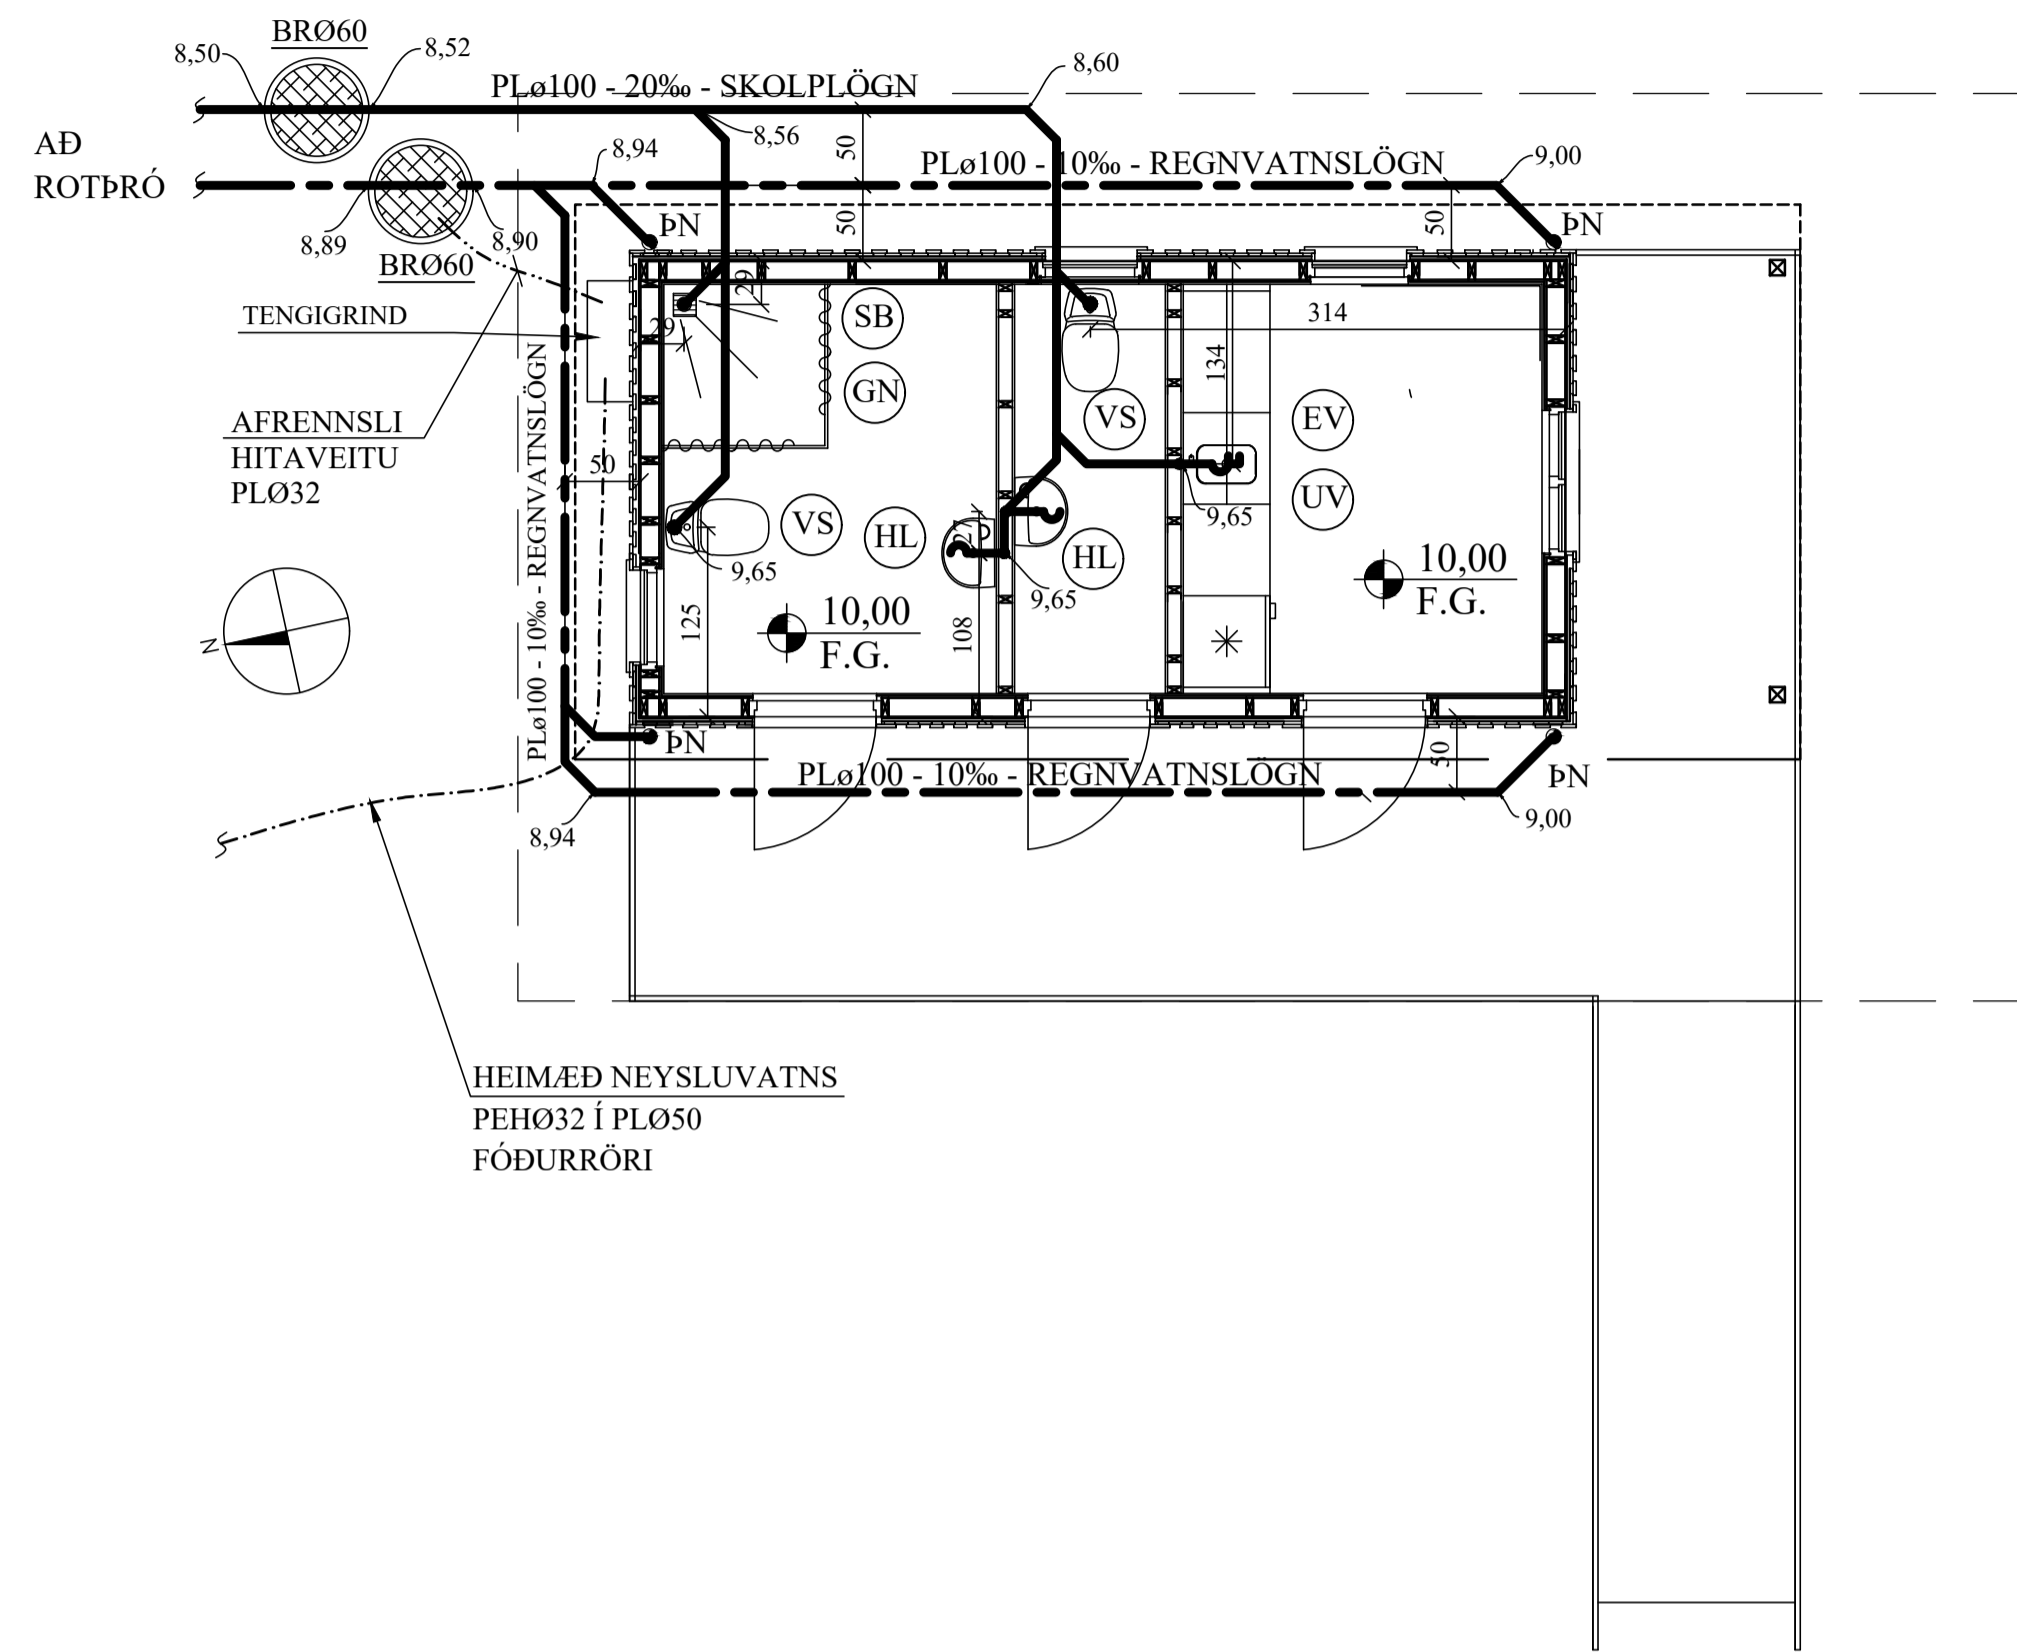 BRØ60
8,50
8,52
PLø100 - 20‰ - SKOLPLÖGN
8,60
AÐ
ROTÞRÓ
8,94
8,56
50
PLø100 - 10‰ - REGNVATNSLÖGN
9,00
8,89
8,90
BRØ60
ÞN
50
50
ÞN
TENGIGRIND
29
29
SB
314
134
GN
AFRENNSLI
HITAVEITU
PLØ32
PLø100 - 10‰ - REGNVATNSLÖGN
50
VS
EV
UV
VS
HL
27
9,65
9,65
HL
9,65
10,00
F.G.
10,00
F.G.
125
108
N
ÞN
PLø100 - 10‰ - REGNVATNSLÖGN
50
ÞN
8,94
9,00
HEIMÆÐ NEYSLUVATNS
PEHØ32 Í PLØ50
FÓÐURRÖRI